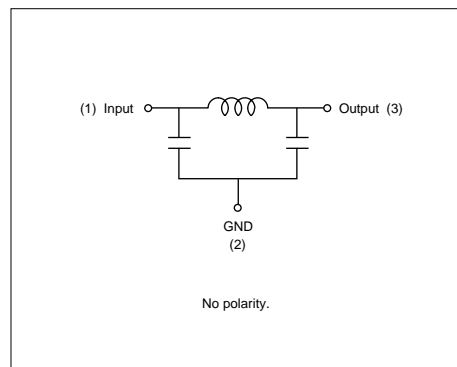 (1) Input
Output (3)
GND
(2)
No polarity.